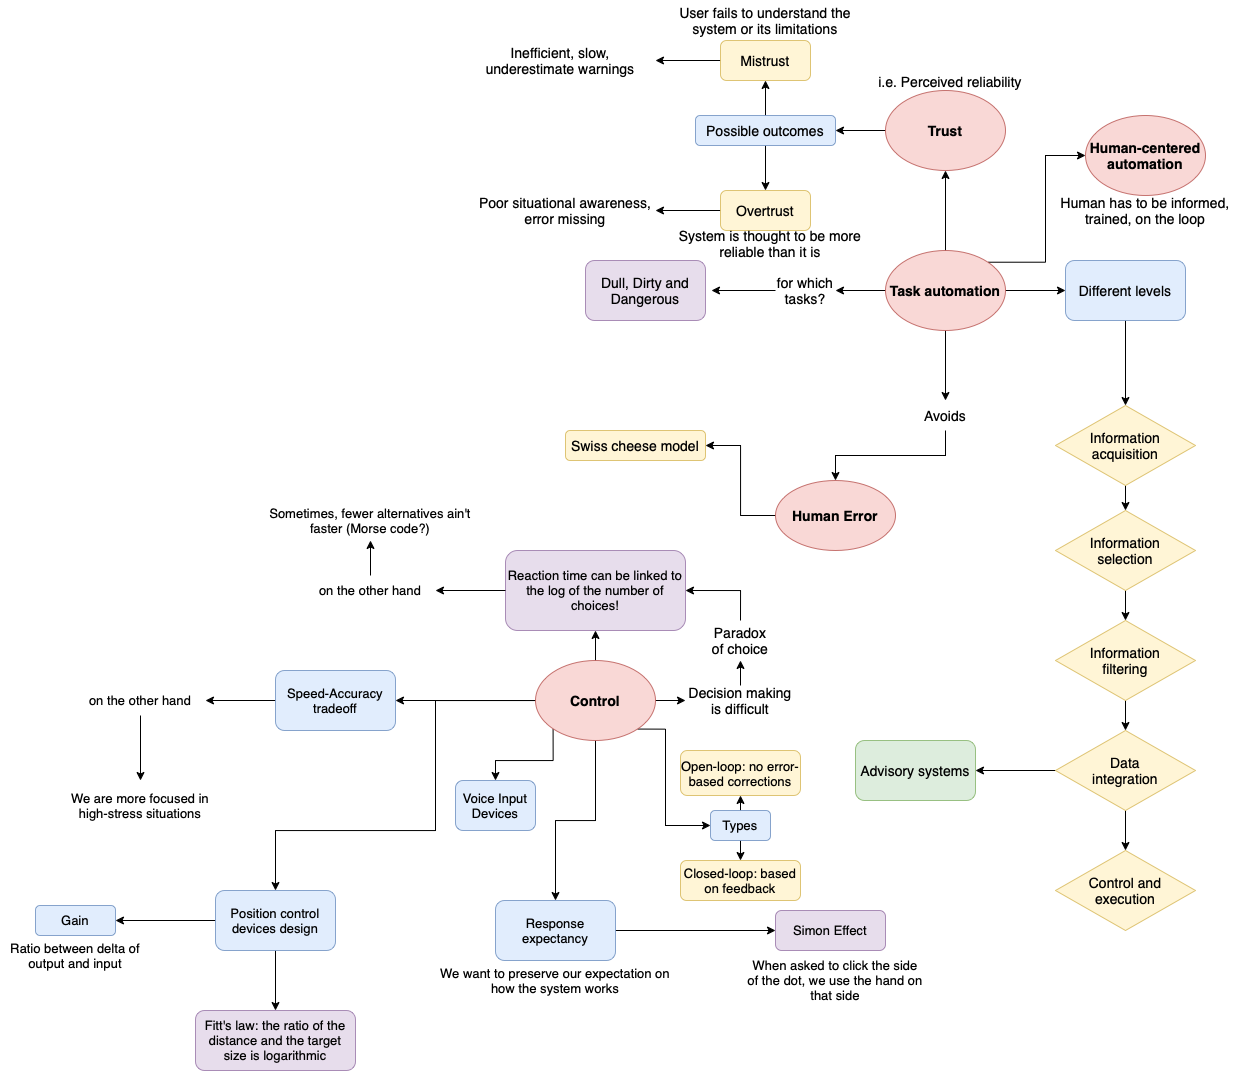 User fails to understand the
system or its limitations
Inefficient, slow,
underestimate warnings
Mistrust
i.e. Perceived reliability
Possible outcomes
Trust
Human-centered
automation
Human has to be informed,
trained, on the loop
Poor situational awareness,
error missing
Overtrust
System is thought to be more
reliable than it is
Dull, Dirty and
Dangerous
for which
tasks?
Task automation
Different levels
Avoids
Swiss cheese model
Human Error
Information
acquisition
Information
selection
Information
filtering
Data
integration
Advisory systems
Control and
execution
Sometimes, fewer alternatives ain't
faster (Morse code?)
on the other hand
Reaction time can be linked to
the log of the number of
choices!
Paradox
of choice
Decision making
is difficult
Control
Speed-Accuracy
tradeoff
on the other hand
We are more focused in
high-stress situations
Voice Input
Devices
Open-loop: no error-
based corrections
Types
Closed-loop: based
on feedback
Position control
devices design
Gain
Ratio between delta of
output and input
Fitt's law: the ratio of the
distance and the target
size is logarithmic
Response
expectancy
We want to preserve our expectation on
how the system works
Simon Effect
When asked to click the side
of the dot, we use the hand on
that side